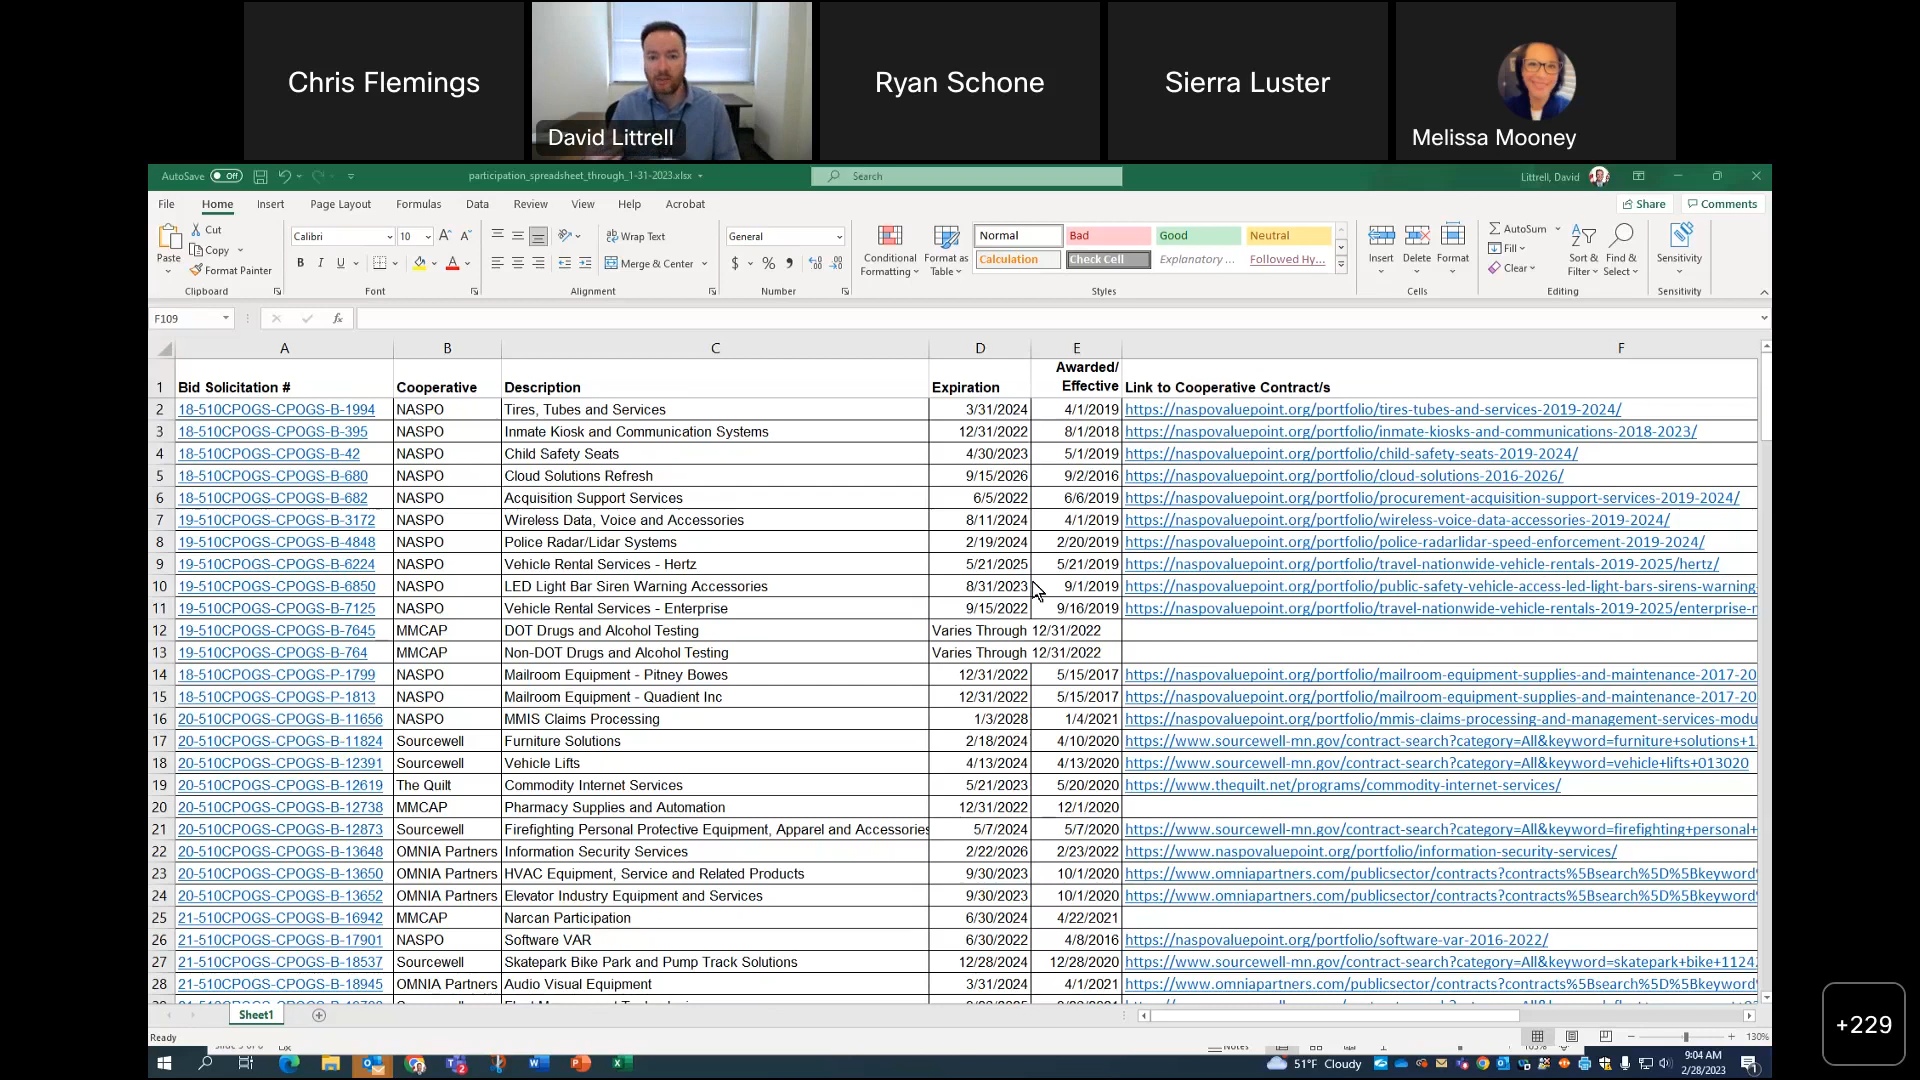 Chris Flemings
David Littrell
Ryan Schone
Sierra Luster
Melissa Mooney
AutoSave Off participation_spreadsheet_through_1-31-2023.xlsx Search Littrell, David
File Home Insert Page Layout Formulas Data Review View Help Acrobat Share Comments
Paste Cut Copy Format Painter Clipboard
Calibri 10 B I U Font
Wrap Text Merge & Center Alignment
General $ % Number
Conditional Formatting Format as Table Normal Bad Good Neutral Calculation Check Cell Explanatory ... Followed Hy... Styles
Insert Delete Format Cells
AutoSum Fill Clear Sort & Filter Find & Select Editing
Sensitivity Sensitivity
F109 fx
A B C D E F
1 Bid Solicitation # Cooperative Description Expiration Awarded/ Effective Link to Cooperative Contract/s
2 18-510CPOGS-CPOGS-B-1994 NASPO Tires, Tubes and Services 3/31/2024 4/1/2019 https://naspovaluepoint.org/portfolio/tires-tubes-and-services-2019-2024/
3 18-510CPOGS-CPOGS-B-395 NASPO Inmate Kiosk and Communication Systems 12/31/2022 8/1/2018 https://naspovaluepoint.org/portfolio/inmate-kiosks-and-communications-2018-2023/
4 18-510CPOGS-CPOGS-B-42 NASPO Child Safety Seats 4/30/2023 5/1/2019 https://naspovaluepoint.org/portfolio/child-safety-seats-2019-2024/
5 18-510CPOGS-CPOGS-B-680 NASPO Cloud Solutions Refresh 9/15/2026 9/2/2016 https://naspovaluepoint.org/portfolio/cloud-solutions-2016-2026/
6 18-510CPOGS-CPOGS-B-682 NASPO Acquisition Support Services 6/5/2022 6/6/2019 https://naspovaluepoint.org/portfolio/procurement-acquisition-support-services-2019-2024/
7 19-510CPOGS-CPOGS-B-3172 NASPO Wireless Data, Voice and Accessories 8/11/2024 4/1/2019 https://naspovaluepoint.org/portfolio/wireless-voice-data-accessories-2019-2024/
8 19-510CPOGS-CPOGS-B-4848 NASPO Police Radar/Lidar Systems 2/19/2024 2/20/2019 https://naspovaluepoint.org/portfolio/police-radarlidar-speed-enforcement-2019-2024/
9 19-510CPOGS-CPOGS-B-6224 NASPO Vehicle Rental Services - Hertz 5/21/2025 5/21/2019 https://naspovaluepoint.org/portfolio/travel-nationwide-vehicle-rentals-2019-2025/hertz/
10 19-510CPOGS-CPOGS-B-6850 NASPO LED Light Bar Siren Warning Accessories 8/31/2023 9/1/2019 https://naspovaluepoint.org/portfolio/public-safety-vehicle-access-led-light-bars-sirens-warning-
11 19-510CPOGS-CPOGS-B-7125 NASPO Vehicle Rental Services - Enterprise 9/15/2022 9/16/2019 https://naspovaluepoint.org/portfolio/travel-nationwide-vehicle-rentals-2019-2025/enterprise-
12 19-510CPOGS-CPOGS-B-7645 MMCAP DOT Drugs and Alcohol Testing Varies Through 12/31/2022
13 19-510CPOGS-CPOGS-B-764 MMCAP Non-DOT Drugs and Alcohol Testing Varies Through 12/31/2022
14 18-510CPOGS-CPOGS-P-1799 NASPO Mailroom Equipment - Pitney Bowes 12/31/2022 5/15/2017 https://naspovaluepoint.org/portfolio/mailroom-equipment-supplies-and-maintenance-2017-20
15 18-510CPOGS-CPOGS-P-1813 NASPO Mailroom Equipment - Quadient Inc 12/31/2022 5/15/2017 https://naspovaluepoint.org/portfolio/mailroom-equipment-supplies-and-maintenance-2017-20
16 20-510CPOGS-CPOGS-B-11656 NASPO MMIS Claims Processing 1/3/2028 1/4/2021 https://naspovaluepoint.org/portfolio/mmis-claims-processing-and-management-services-modu
17 20-510CPOGS-CPOGS-B-11824 Sourcewell Furniture Solutions 2/18/2024 4/10/2020 https://www.sourcewell-mn.gov/contract-search?category=All&keyword=furniture+solutions+1
18 20-510CPOGS-CPOGS-B-12391 Sourcewell Vehicle Lifts 4/13/2024 4/13/2020 https://www.sourcewell-mn.gov/contract-search?category=All&keyword=vehicle+lifts+013020
19 20-510CPOGS-CPOGS-B-12619 The Quilt Commodity Internet Services 5/21/2023 5/20/2020 https://www.thequilt.net/programs/commodity-internet-services/
20 20-510CPOGS-CPOGS-B-12738 MMCAP Pharmacy Supplies and Automation 12/31/2022 12/1/2020
21 20-510CPOGS-CPOGS-B-12873 Sourcewell Firefighting Personal Protective Equipment, Apparel and Accessories 5/7/2024 5/7/2020 https://www.sourcewell-mn.gov/contract-search?category=All&keyword=firefighting+personal+
22 20-510CPOGS-CPOGS-B-13648 OMNIA Partners Information Security Services 2/22/2026 2/23/2022 https://www.naspovaluepoint.org/portfolio/information-security-services/
23 20-510CPOGS-CPOGS-B-13650 OMNIA Partners HVAC Equipment, Service and Related Products 9/30/2023 10/1/2020 https://www.omniapartners.com/publicsector/contracts?contracts%5Bsearch%5D%5Bkeyword
24 20-510CPOGS-CPOGS-B-13652 OMNIA Partners Elevator Industry Equipment and Services 9/30/2023 10/1/2020 https://www.omniapartners.com/publicsector/contracts?contracts%5Bsearch%5D%5Bkeyword
25 21-510CPOGS-CPOGS-B-16942 MMCAP Narcan Participation 6/30/2024 4/22/2021
26 21-510CPOGS-CPOGS-B-17901 NASPO Software VAR 6/30/2022 4/8/2016 https://naspovaluepoint.org/portfolio/software-var-2016-2022/
27 21-510CPOGS-CPOGS-B-18537 Sourcewell Skatepark Bike Park and Pump Track Solutions 12/28/2024 12/28/2020 https://www.sourcewell-mn.gov/contract-search?category=All&keyword=skatepark+bike+1124
28 21-510CPOGS-CPOGS-B-18945 OMNIA Partners Audio Visual Equipment 3/31/2024 4/1/2021 https://www.omniapartners.com/publicsector/contracts?contracts%5Bsearch%5D%5Bkeyword
Sheet1
Ready 130%
51°F Cloudy 9:04 AM
2/28/2023
+229